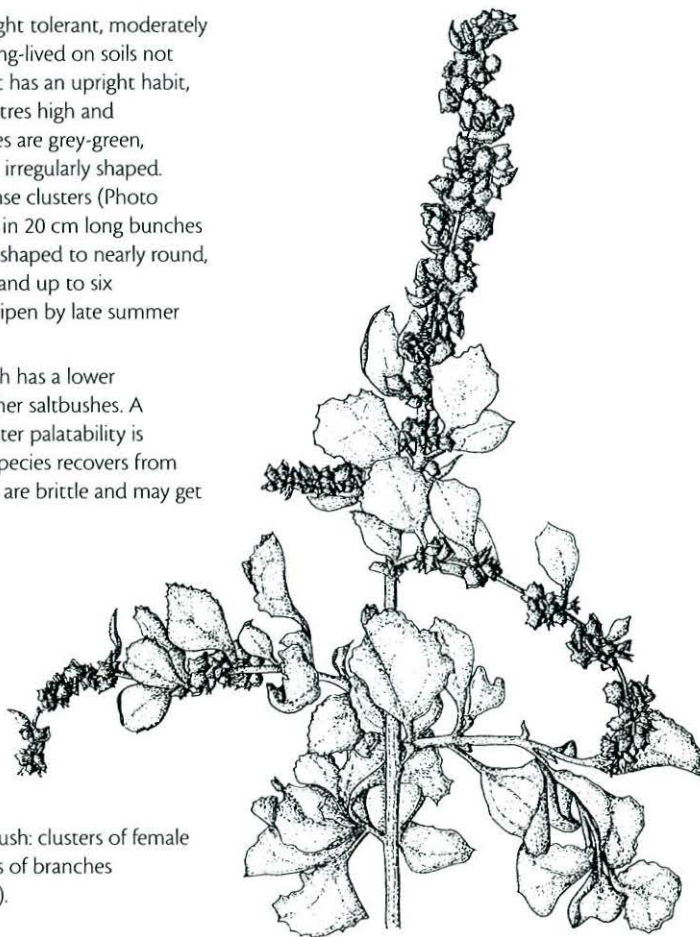 ght tolerant, moderately
ng-lived on soils not
t has an upright habit,
tres high and
es are grey-green,
irregularly shaped.
nse clusters (Photo
in 20 cm long bunches
shaped to nearly round,
and up to six
ipen by late summer
h has a lower
ner saltbushes. A
ter palatability is
pecies recovers from
are brittle and may get
ush: clusters of female
s of branches
).